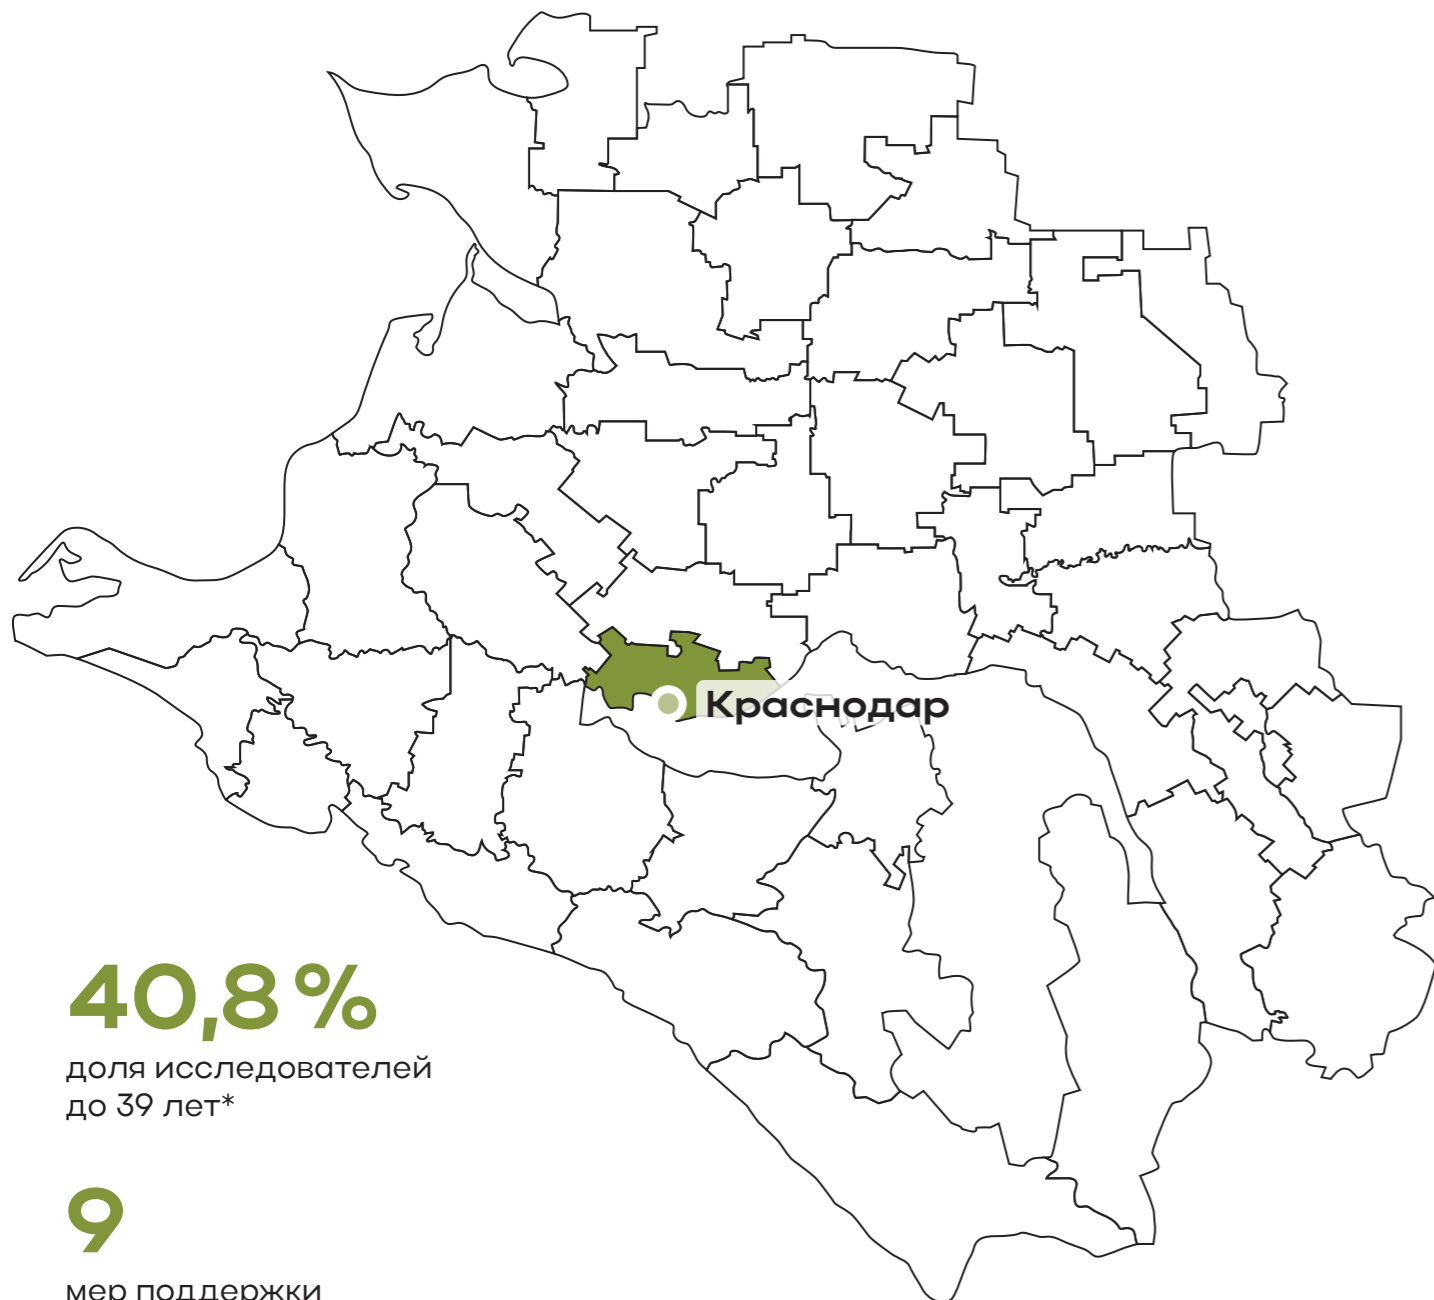 Краснодар
40,8 %
доля исследователей
до 39 лет*
9
мер поддержки